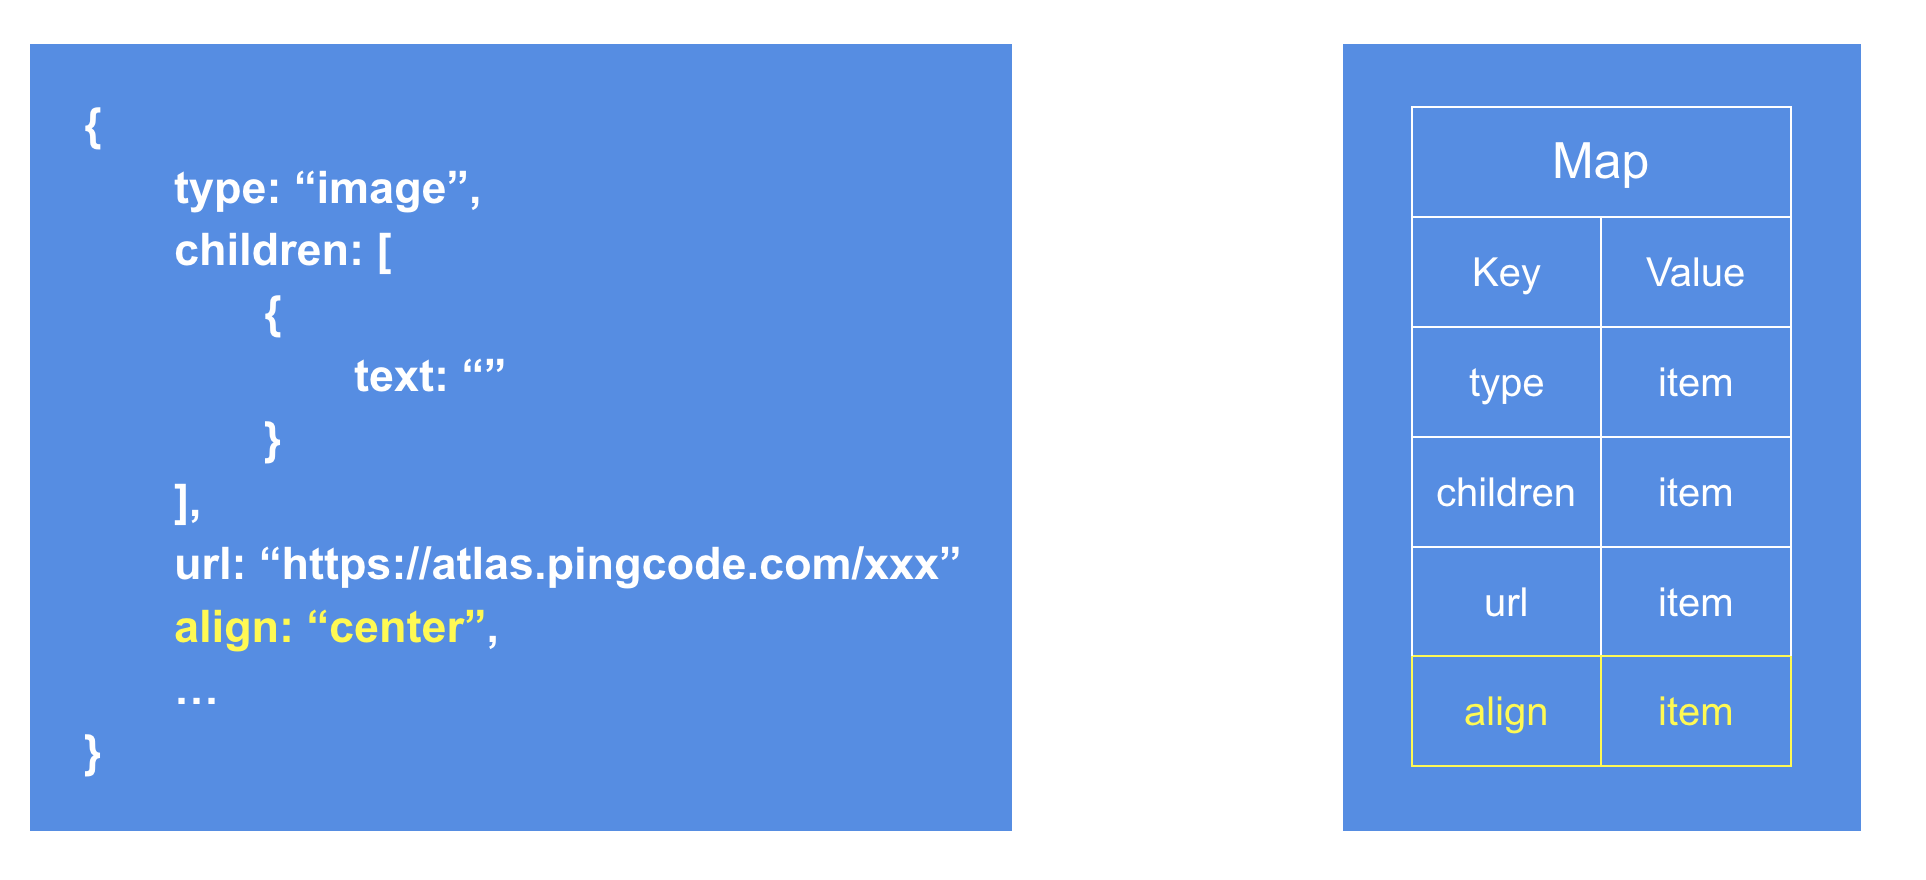 {
type: “image”,
children: [
{
text: “”
}
],
url: “https://atlas.pingcode.com/xxx”
align: “center”,
…
}
Map
Key Value
type item
children item
url item
align item